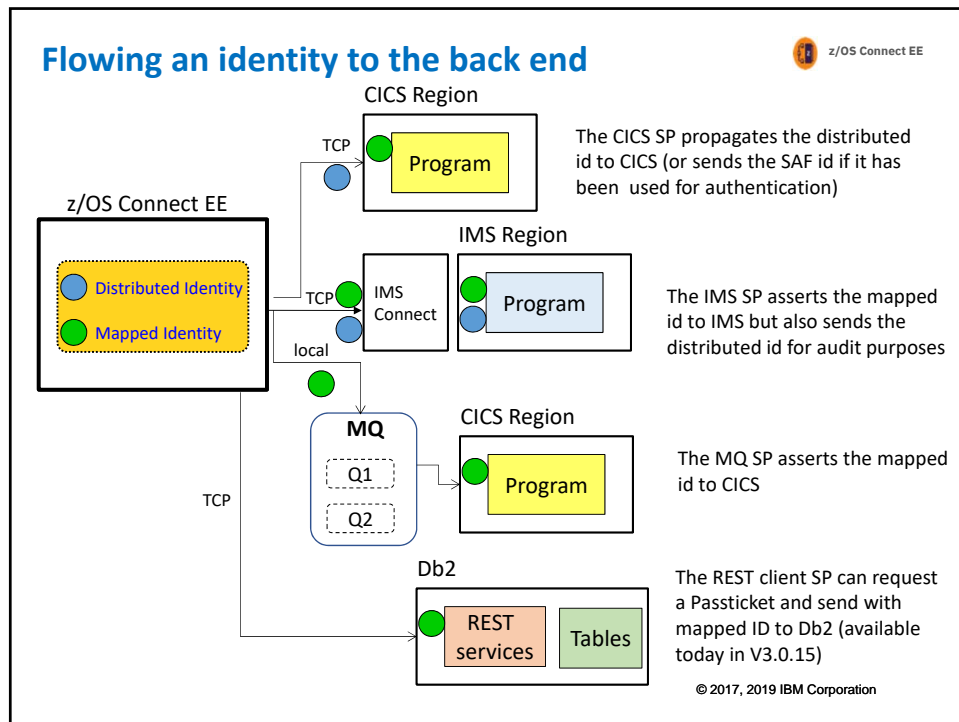 Flowing an identity to the back end
z/OS Connect EE
CICS Region
TCP
Program
The CICS SP propagates the distributed
id to CICS (or sends the SAF id if it has
been used for authentication)
z/OS Connect EE
Distributed Identity
Mapped Identity
IMS Region
TCP
IMS
Connect
Program
The IMS SP asserts the mapped
id to IMS but also sends the
distributed id for audit purposes
local
MQ
Q1
Q2
CICS Region
Program
The MQ SP asserts the mapped
id to CICS
TCP
Db2
REST
services
Tables
The REST client SP can request
a Passticket and send with
mapped ID to Db2 (available
today in V3.0.15)
© 2017, 2019 IBM Corporation